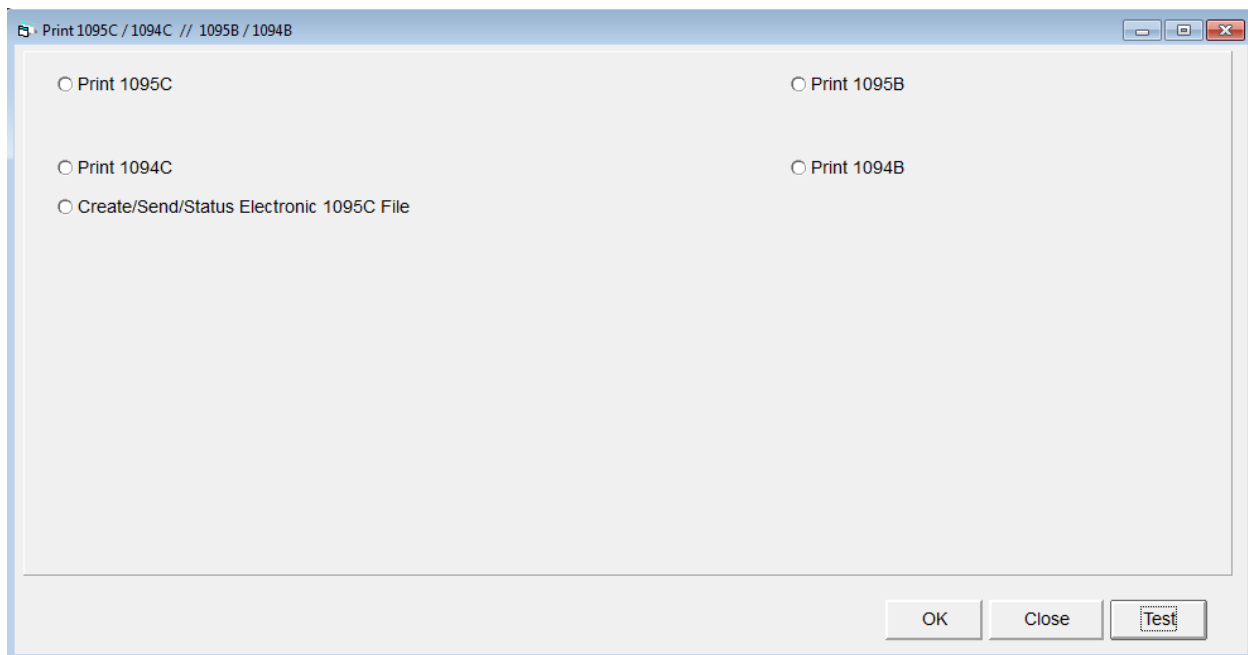 Print 1095C / 1094C // 1095B / 1094B
Print 1095C
Print 1095B
Print 1094C
Print 1094B
Create/Send/Status Electronic 1095C File
OK
Close
Test